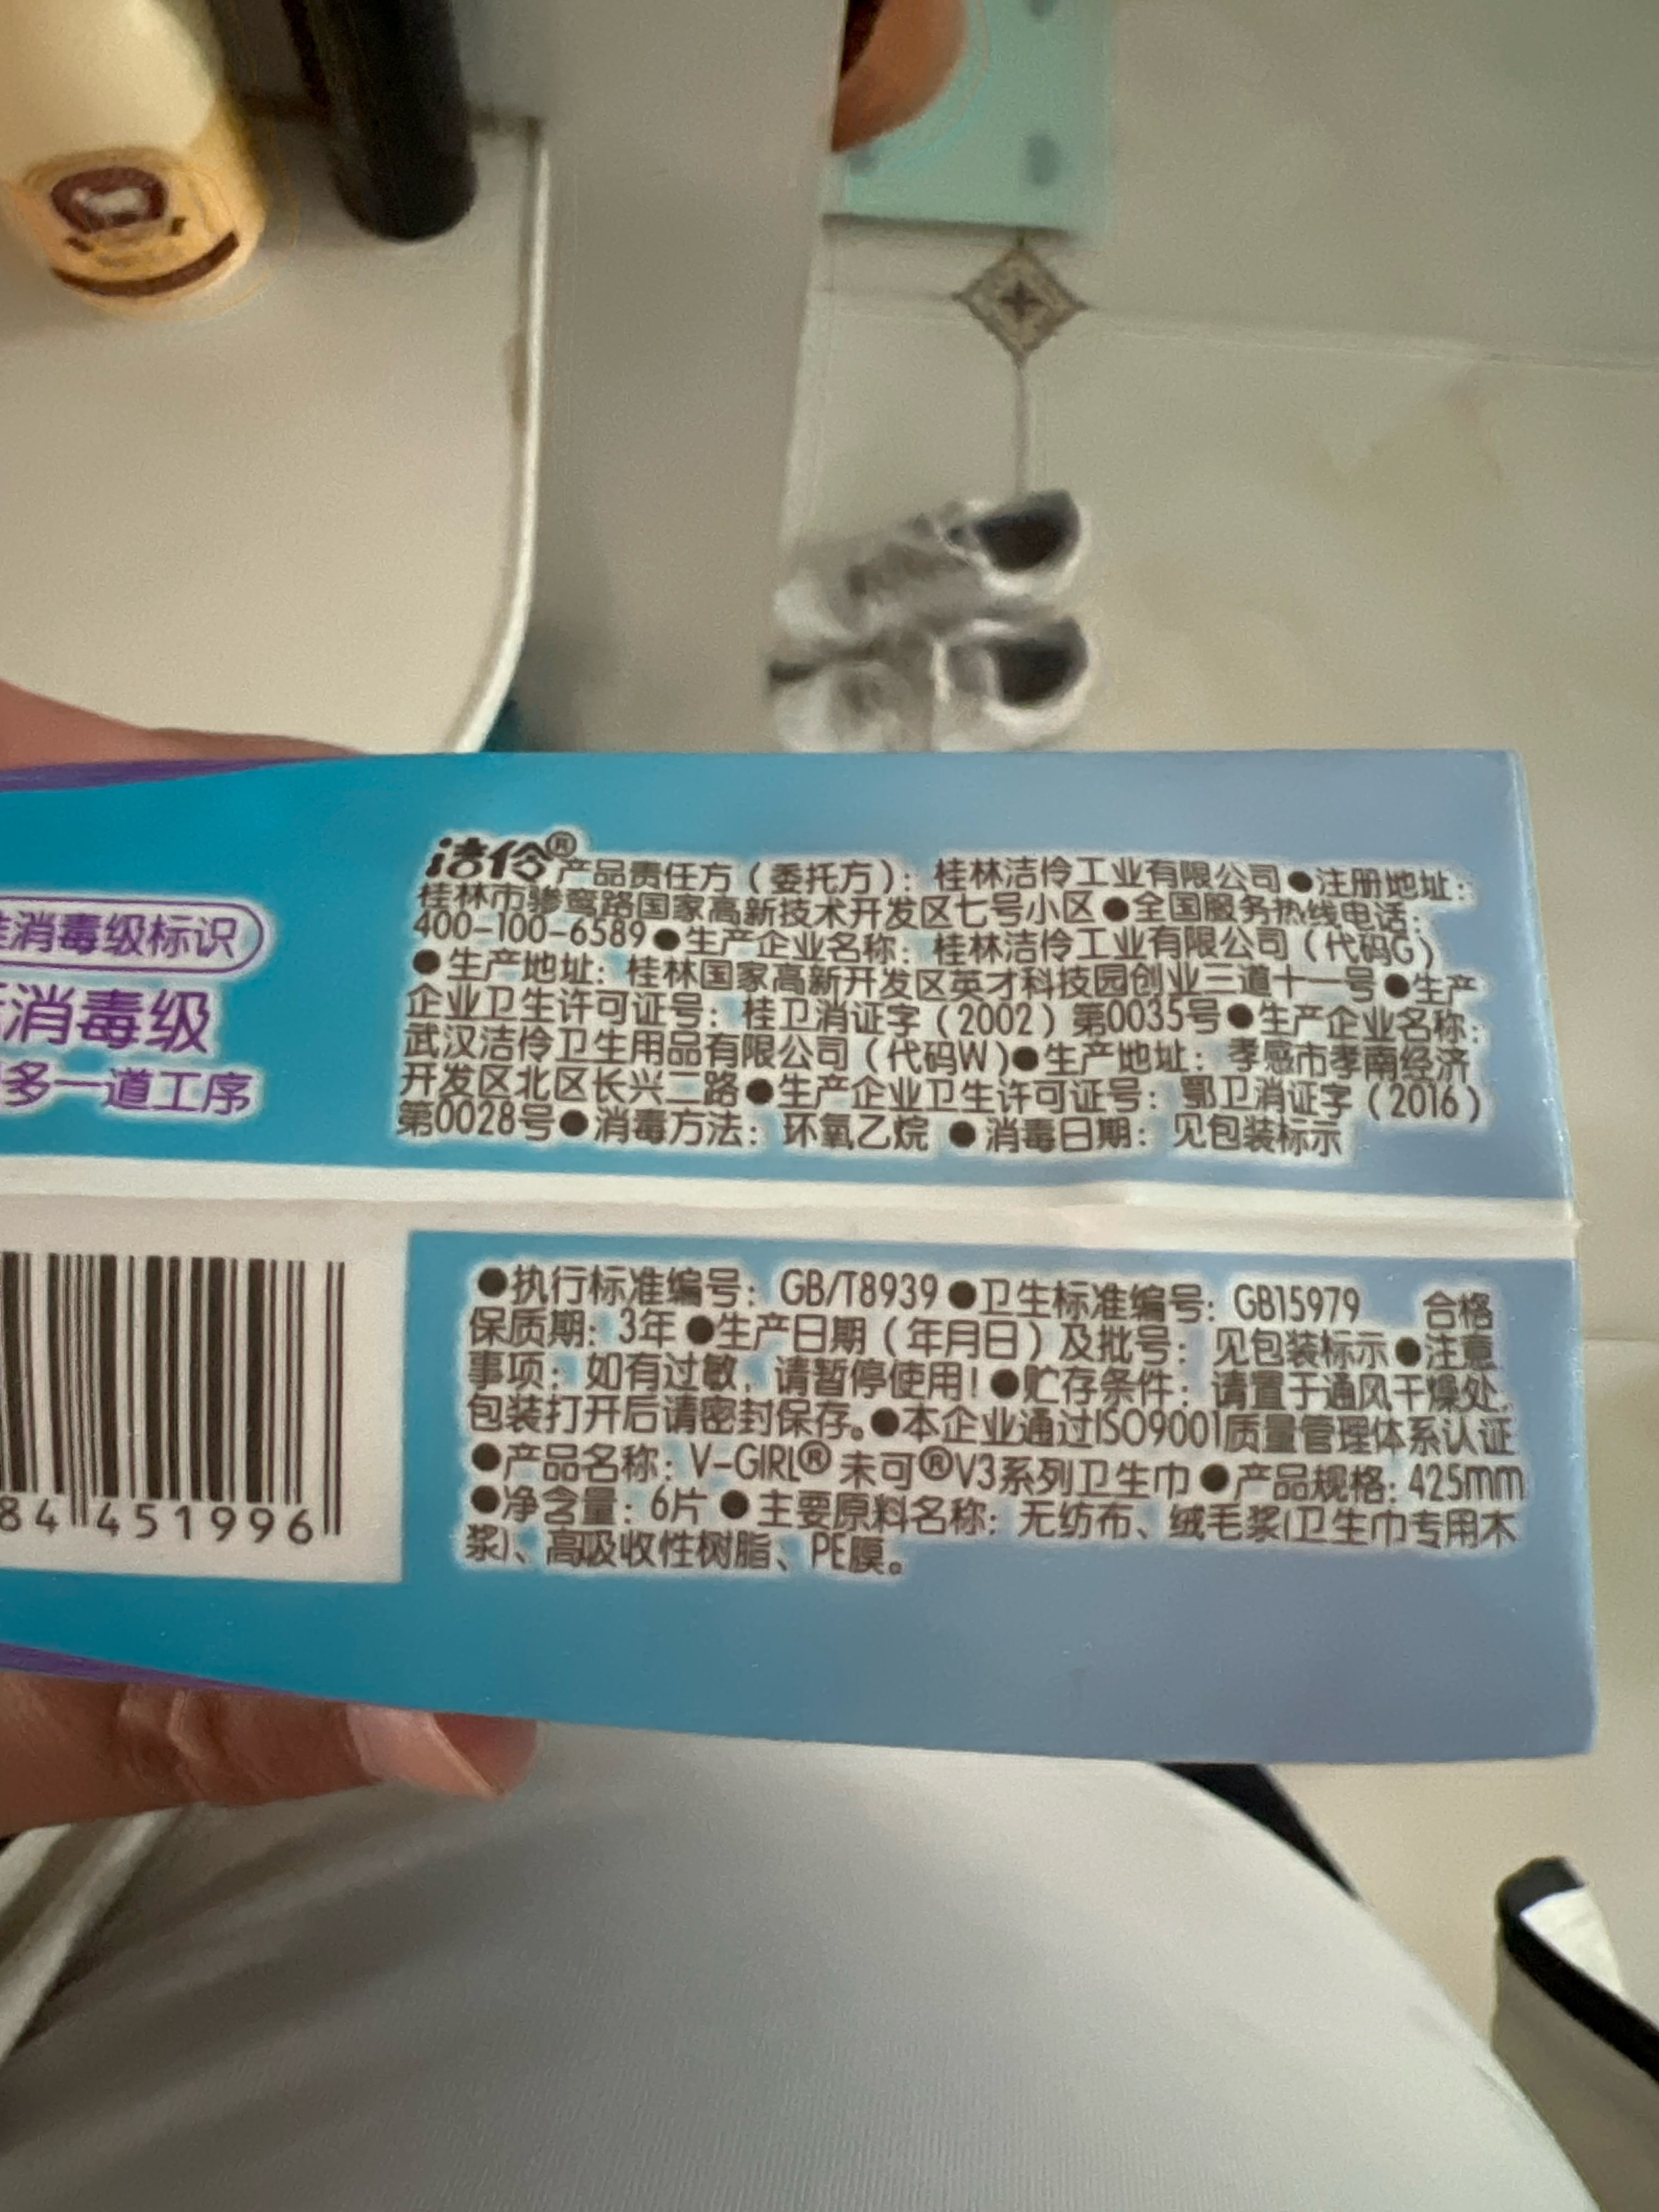 洁伶®产品责任方（委托方）：桂林洁伶工业有限公司●注册地址：
桂林市骖鸾路国家高新技术开发区七号小区●全国服务热线电话：
400-100-6589●生产企业名称：桂林洁伶工业有限公司（代码G）
●生产地址：桂林国家高新开发区英才科技园创业三道十一号●生产
企业卫生许可证号：桂卫消证字（2002）第0035号●生产企业名称：
武汉洁伶卫生用品有限公司（代码W）●生产地址：孝感市孝南经济
开发区北区长兴二路●生产企业卫生许可证号：鄂卫消证字（2016）
第0028号●消毒方法：环氧乙烷 ●消毒日期：见包装标示
消毒级标识
消毒级
多一道工序
84 451996
●执行标准编号：GB/T8939●卫生标准编号：GB15979 合格
保质期：3年●生产日期（年月日）及批号：见包装标示●注意
事项：如有过敏，请暂停使用！●贮存条件：请置于通风干燥处，
包装打开后请密封保存。●本企业通过ISO9001质量管理体系认证
●产品名称：V-GIRL®未可®V3系列卫生巾●产品规格：425mm
●净含量：6片●主要原料名称：无纺布、绒毛浆(卫生巾专用木
浆)、高吸收性树脂、PE膜。